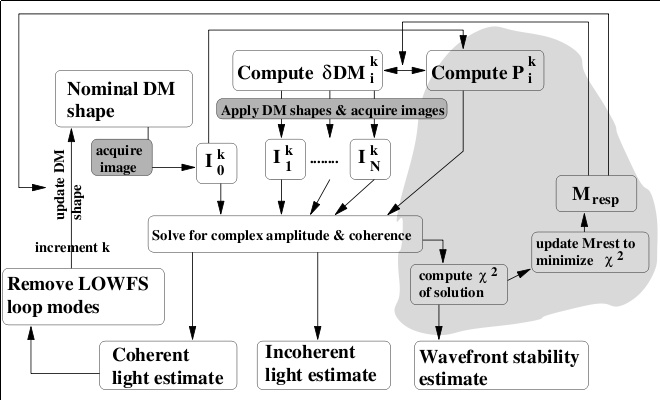 Nominal DM
shape
Compute δDM k i
Compute P k i
Apply DM shapes & acquire images
acquire
image
I k 0
I k 1
........
I k N
update DM
shape
increment k
M resp
Solve for complex amplitude & coherence
update Mrest to
minimize χ 2
compute χ 2
of solution
Remove LOWFS
loop modes
Coherent
light estimate
Incoherent
light estimate
Wavefront stability
estimate